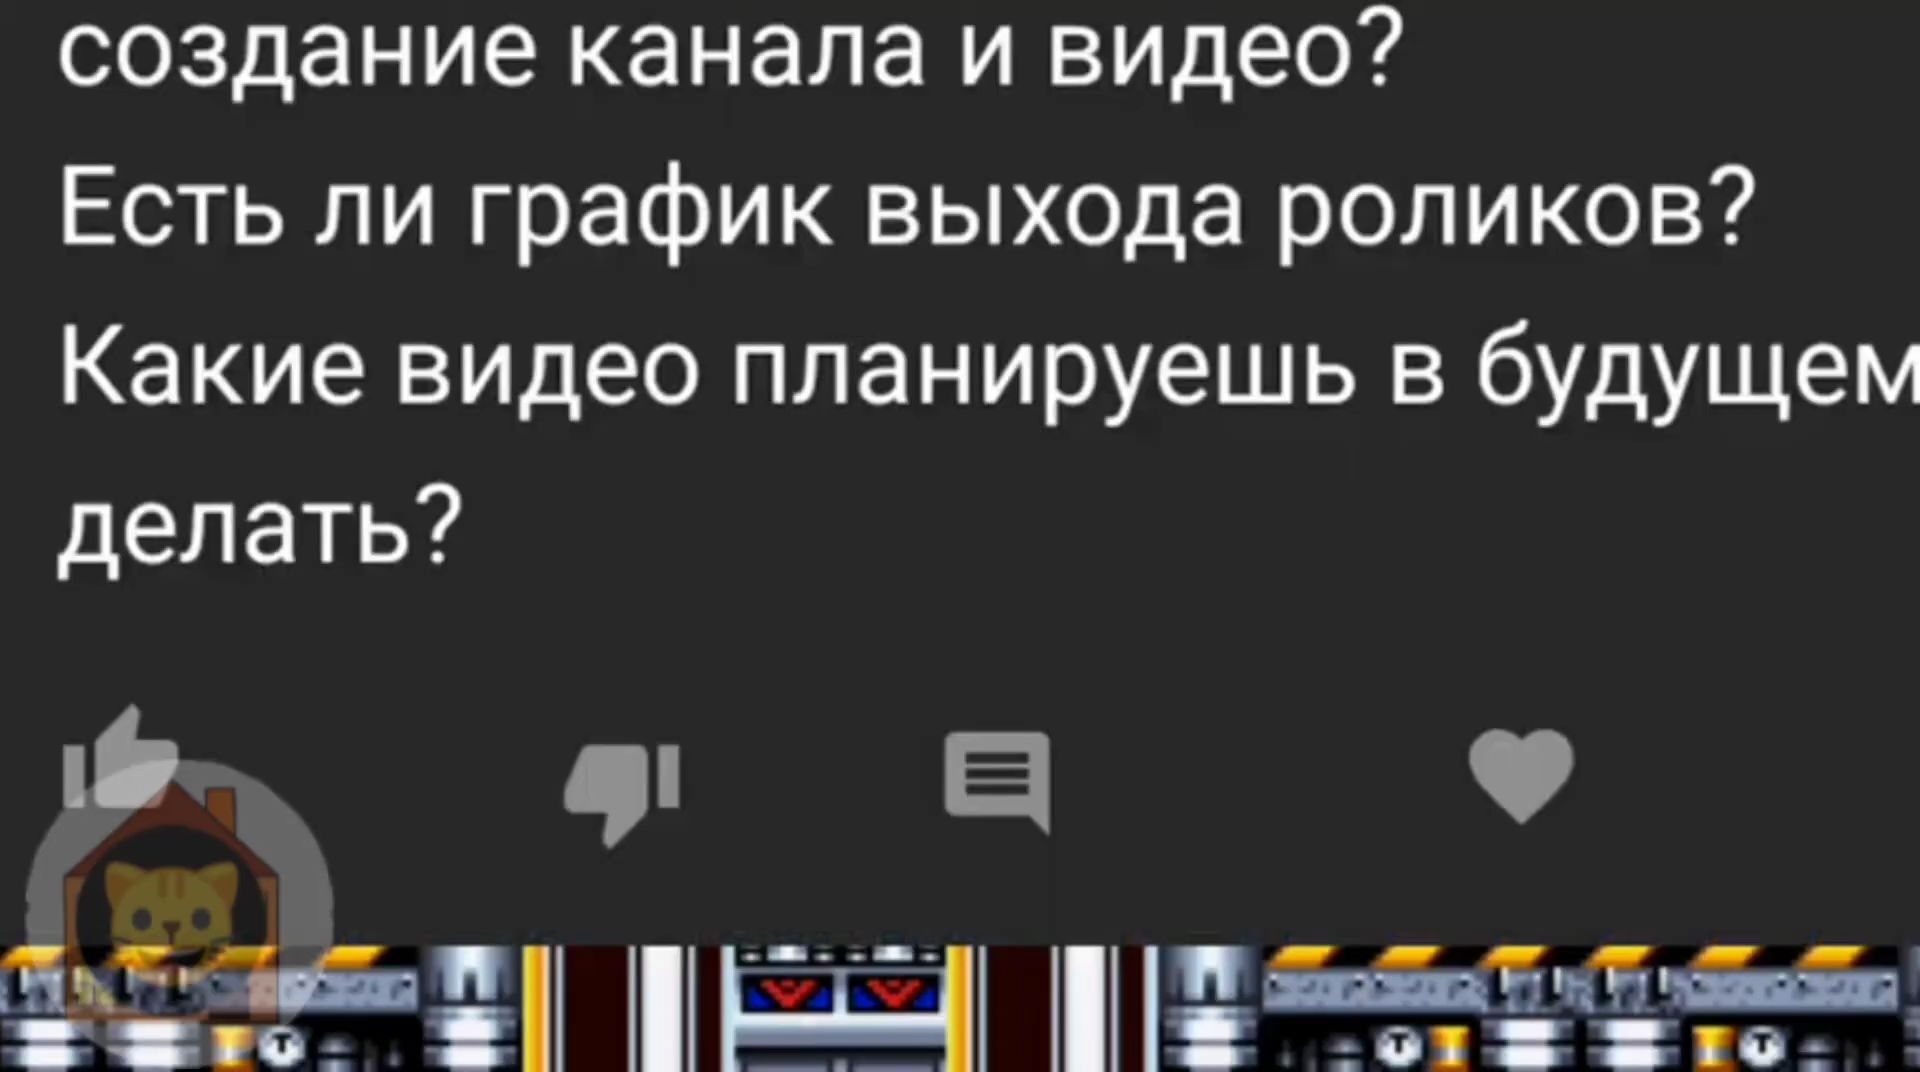 создание канала и видео?
Есть ли график выхода роликов?
Какие видео планируешь в будущем
делать?
T
T
T